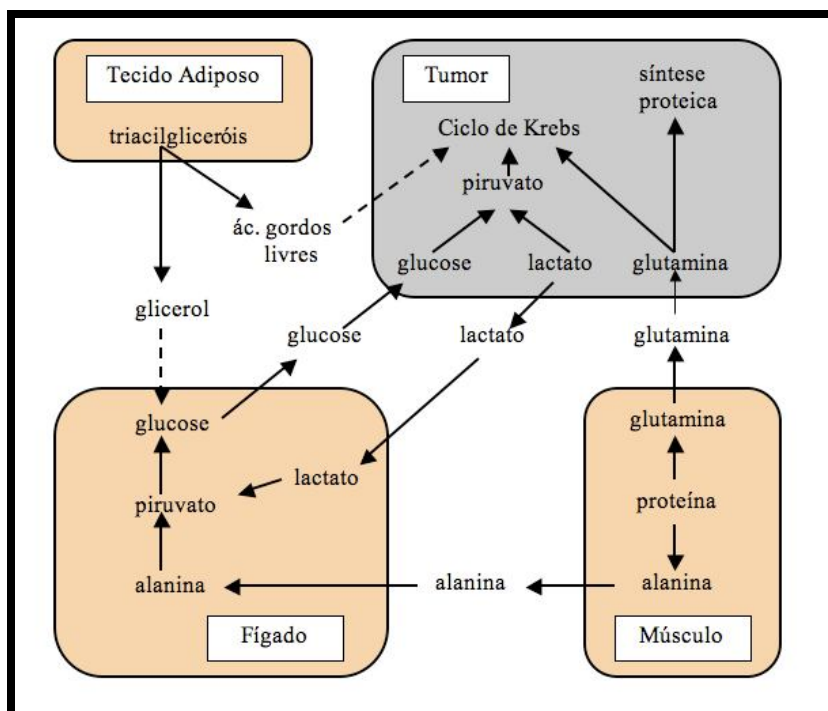 Tecido Adiposo
triacilgliceróis
ác. gordos
livres
glicerol
Tumor
síntese
proteica
Ciclo de Krebs
piruvato
glucose
lactato
glutamina
glucose
lactato
glutamina
glucose
lactato
piruvato
alanina
Fígado
alanina
glutamina
proteína
alanina
Músculo